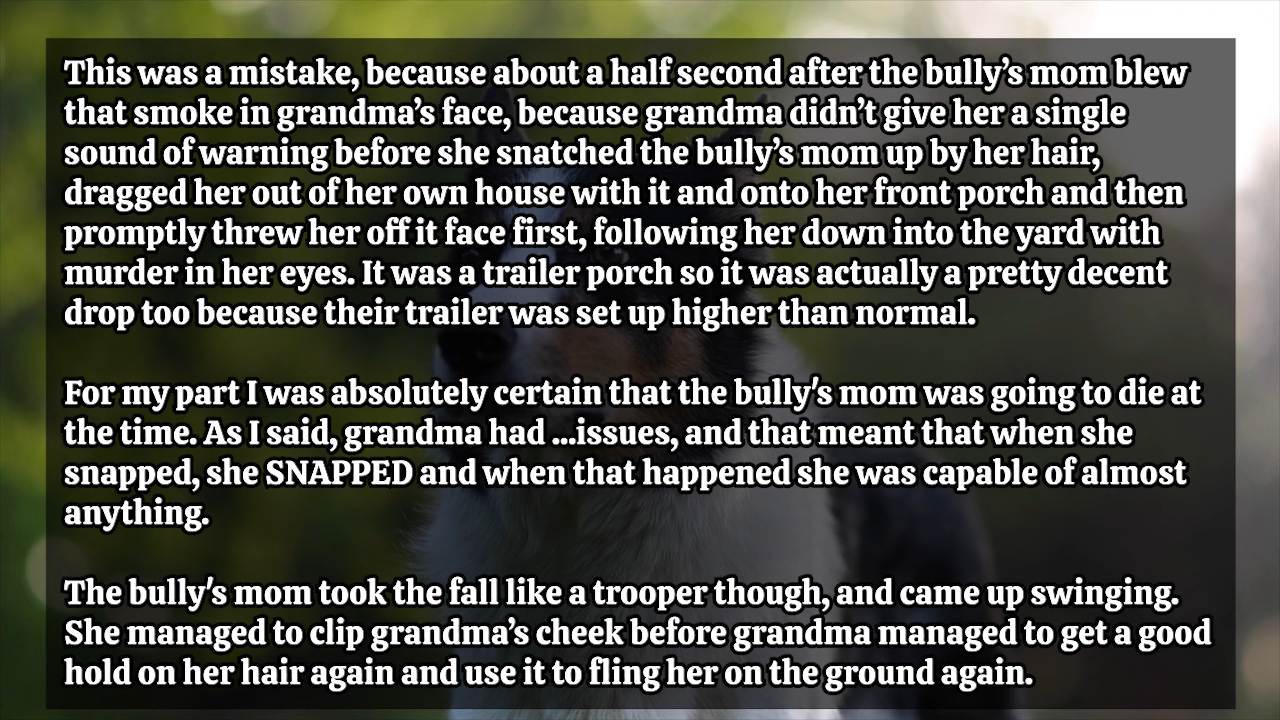 This was a mistake, because about a half second after the bully’s mom blew
that smoke in grandma’s face, because grandma didn’t give her a single
sound of warning before she snatched the bully’s mom up by her hair,
dragged her out of her own house with it and onto her front porch and then
promptly threw her off it face first, following her down into the yard with
murder in her eyes. It was a trailer porch so it was actually a pretty decent
drop too because their trailer was set up higher than normal.
For my part I was absolutely certain that the bully's mom was going to die at
the time. As I said, grandma had ...issues, and that meant that when she
snapped, she SNAPPED and when that happened she was capable of almost
anything.
The bully's mom took the fall like a trooper though, and came up swinging.
She managed to clip grandma’s cheek before grandma managed to get a good
hold on her hair again and use it to fling her on the ground again.